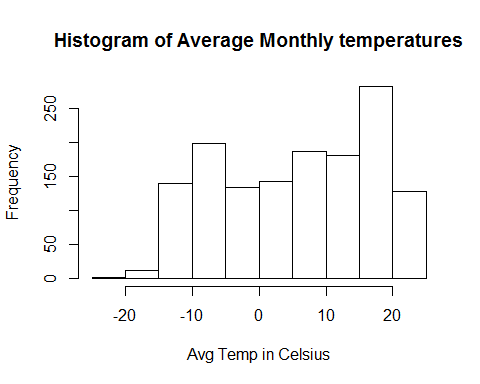 Histogram of Average Monthly temperatures
Frequency
250
150
50
0
-20 -10 0 10 20
Avg Temp in Celsius